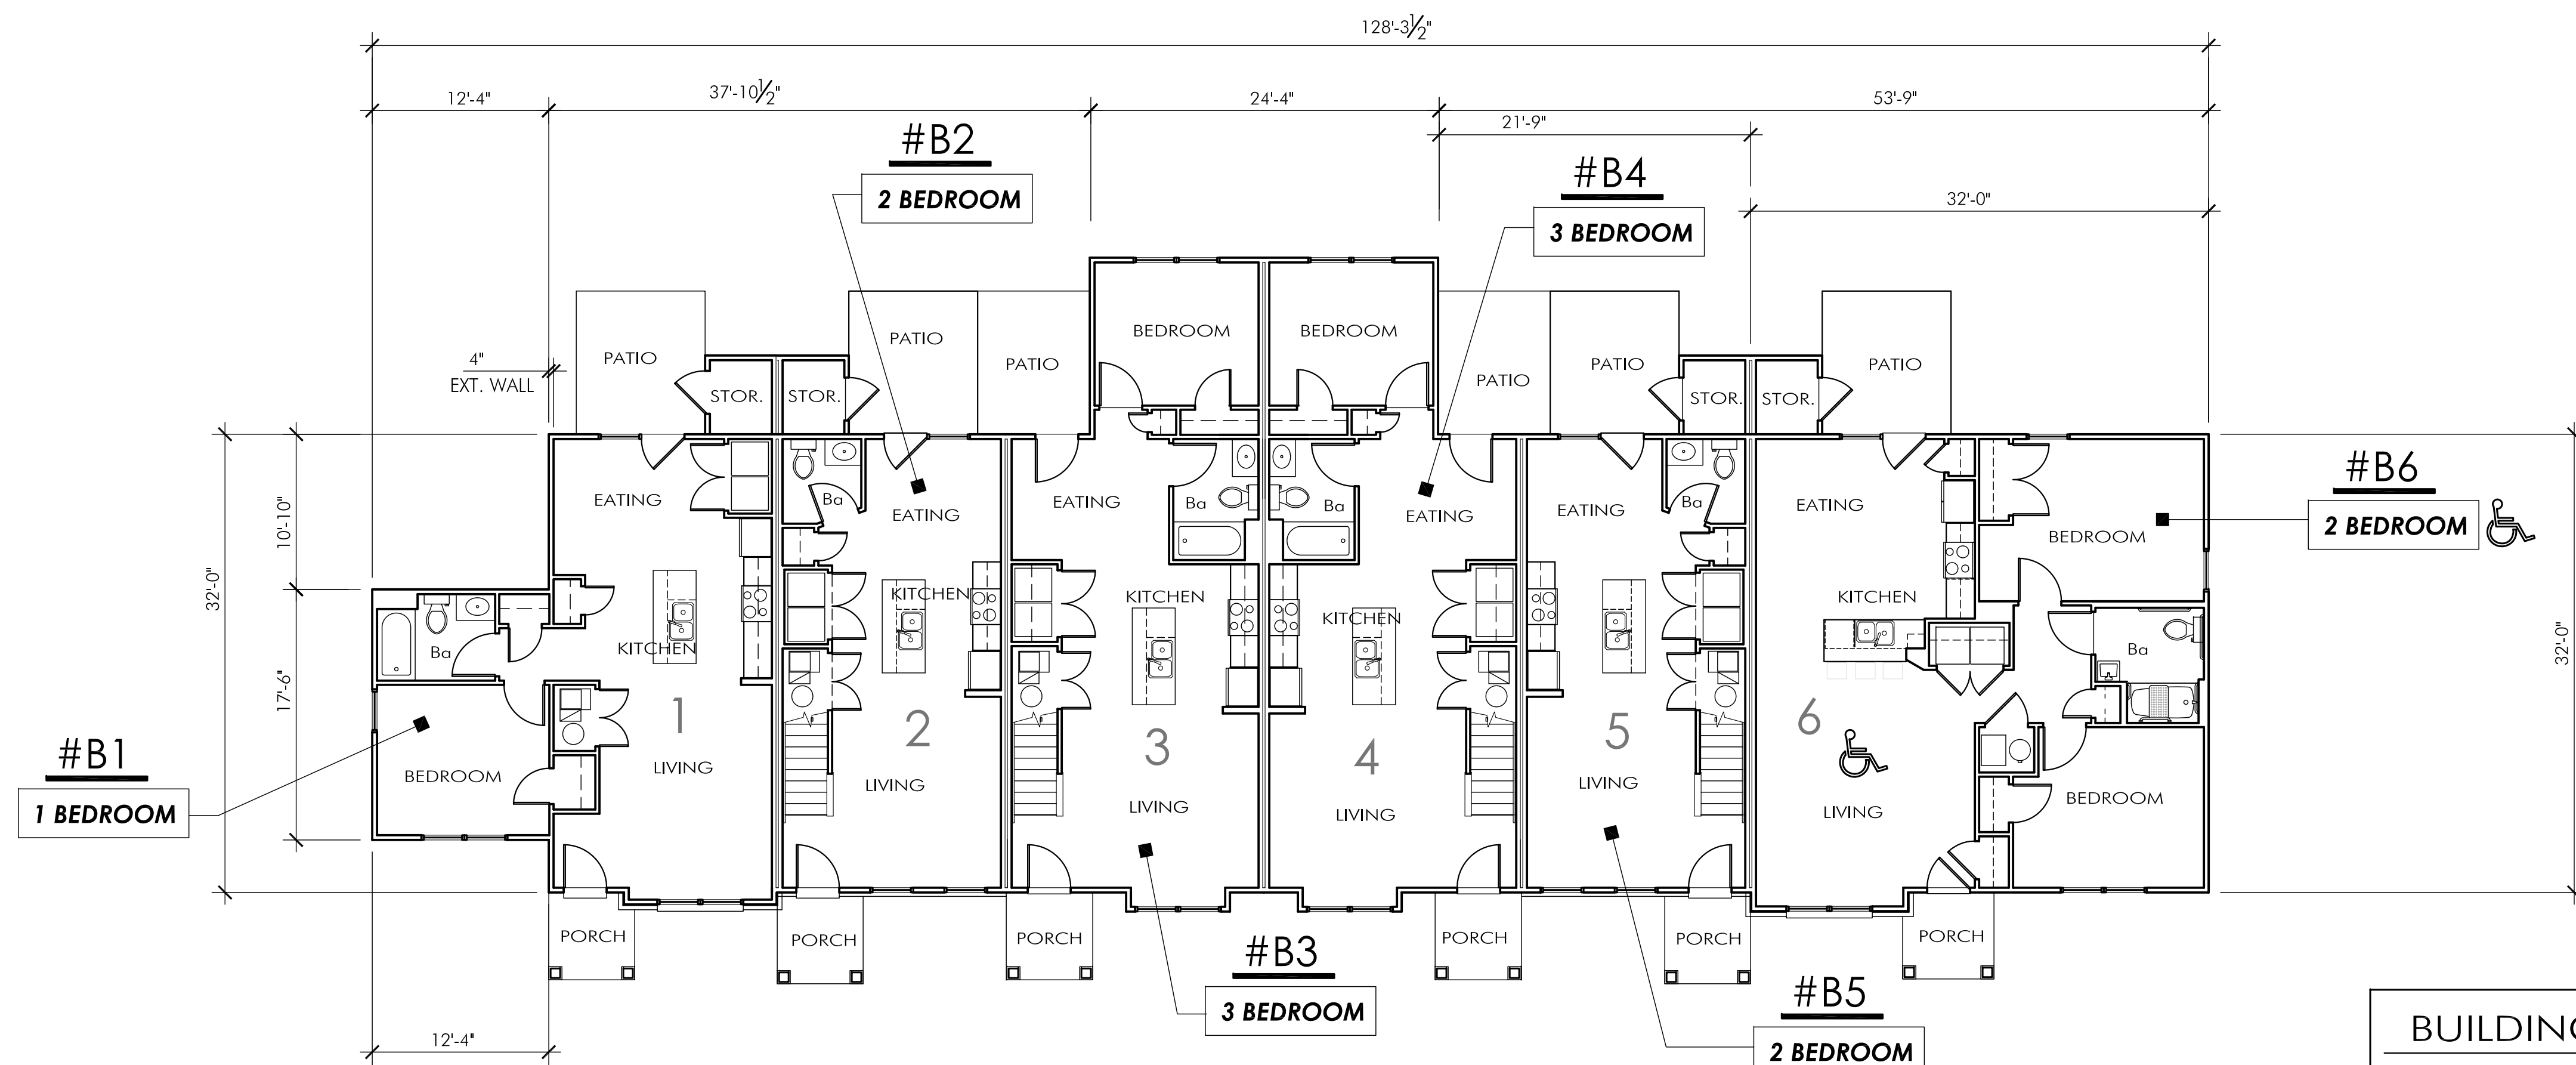 128'-3 1/2"
12'-4"
37'-10 1/2"
24'-4"
53'-9"
21'-9"
32'-0"
#B2
2 BEDROOM
#B4
3 BEDROOM
BEDROOM
BEDROOM
PATIO
PATIO
PATIO
PATIO
PATIO
PATIO
4"
EXT. WALL
STOR.
STOR.
STOR.
STOR.
#B6
2 BEDROOM
10'-10"
32'-0"
17'-6"
32'-0"
EATING
Ba
EATING
EATING
Ba
Ba
EATING
EATING
Ba
EATING
BEDROOM
KITCHEN
KITCHEN
KITCHEN
KITCHEN
KITCHEN
Ba
Ba
1
2
3
4
5
6
#B1
1 BEDROOM
BEDROOM
LIVING
LIVING
LIVING
LIVING
LIVING
LIVING
BEDROOM
PORCH
PORCH
PORCH
PORCH
PORCH
PORCH
#B3
3 BEDROOM
#B5
2 BEDROOM
12'-4"
BUILDING